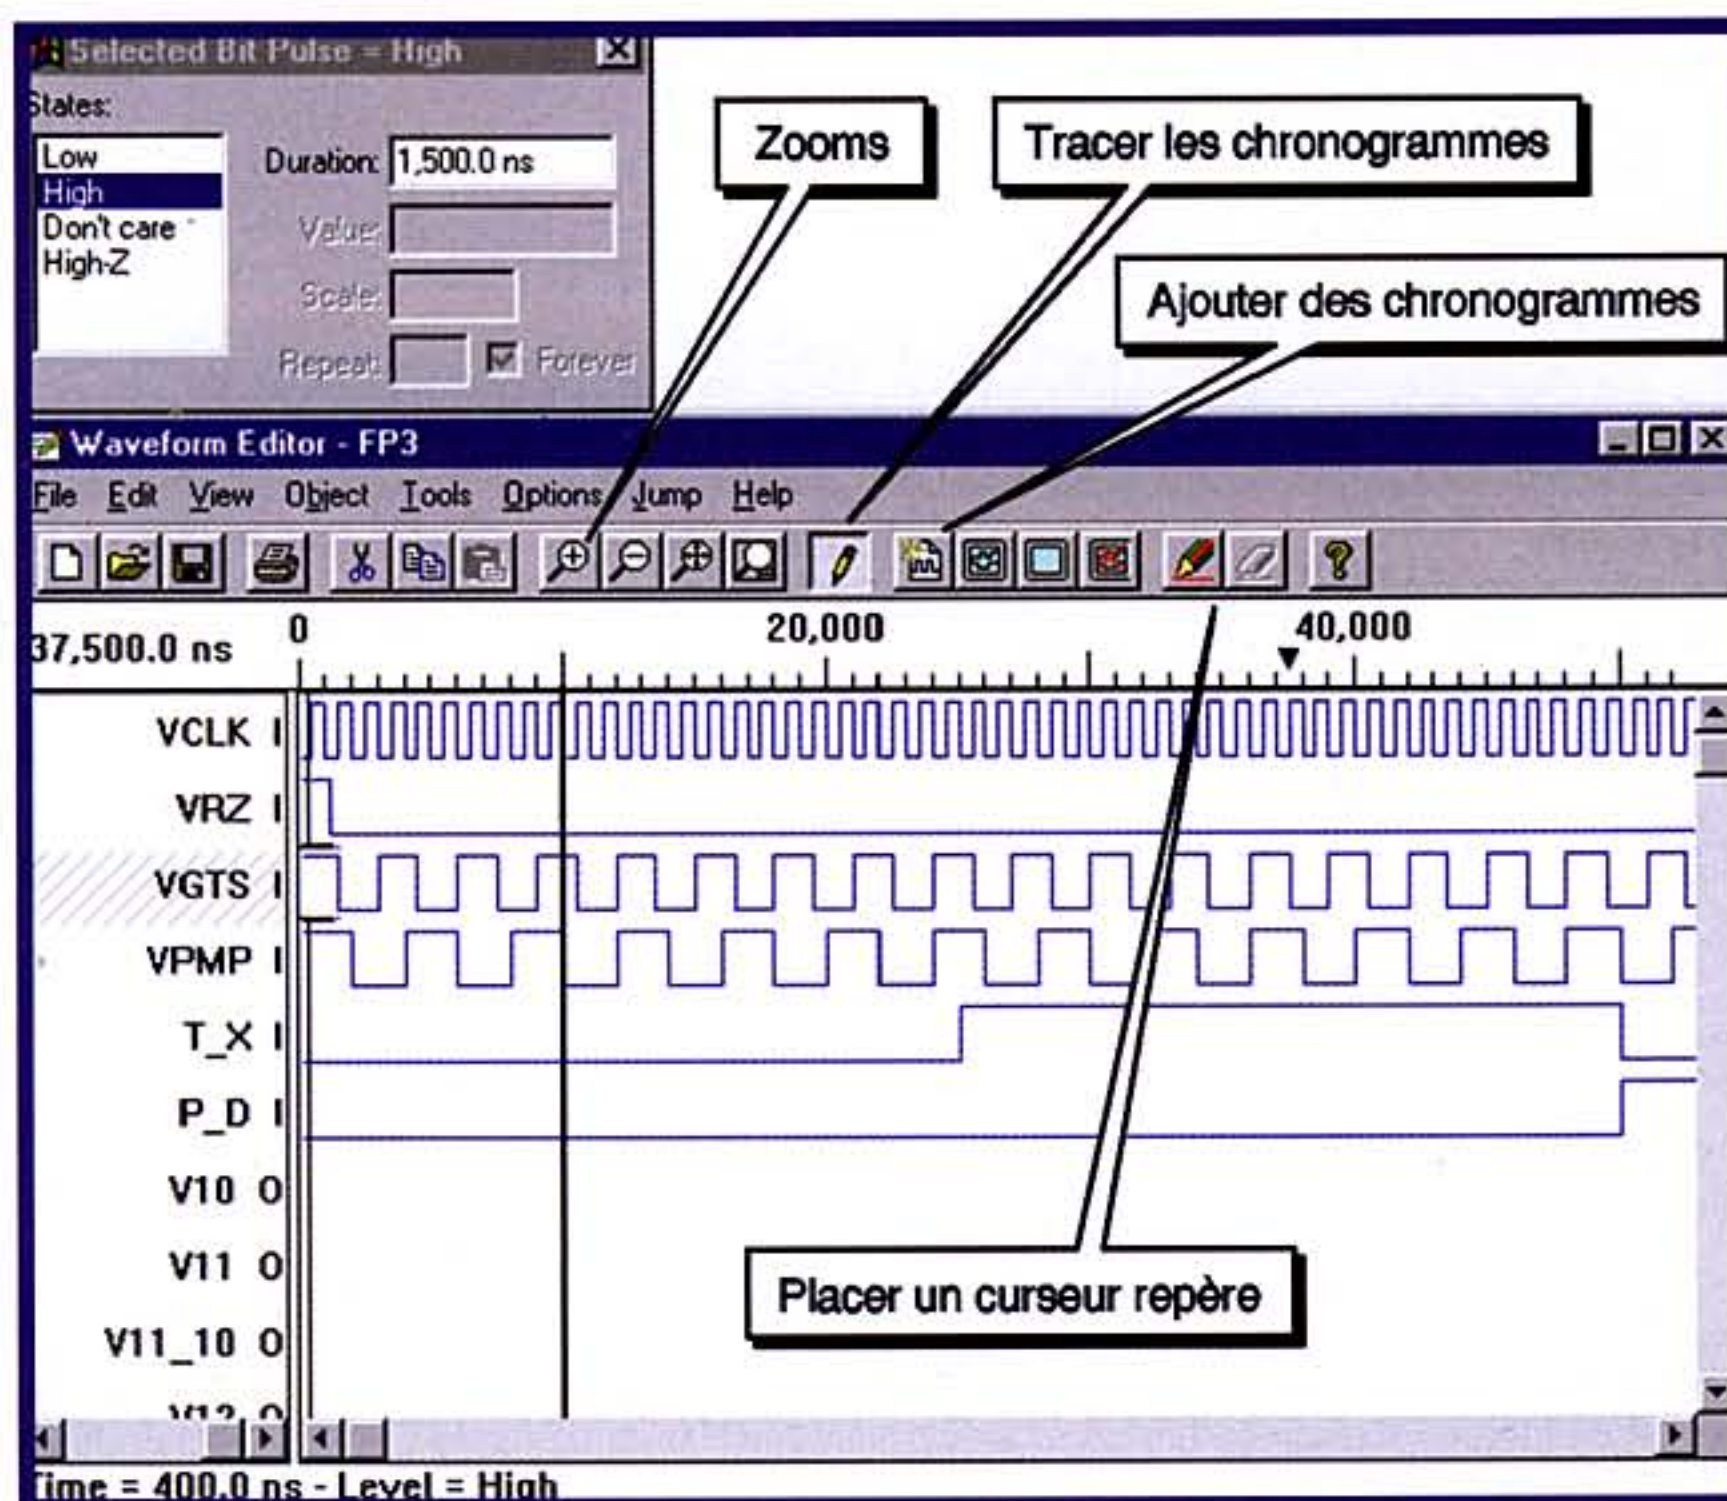 Selected Bit Pulse = High
States:
Low
High
Don't care
High-Z
Duration: 1,500.0 ns
Value:
Scale:
Repeat: Forever
Zooms
Tracer les chronogrammes
Ajouter des chronogrammes
Waveform Editor - FP3
File Edit View Object Tools Options Jump Help
37,500.0 ns
0 20,000 40,000
VCLK I
VRZ I
VGTS I
VPMP I
T_X I
P_D I
V10 O
V11 O
V11_10 O
V12 O
Placer un curseur repère
Time = 400.0 ns - Level = High